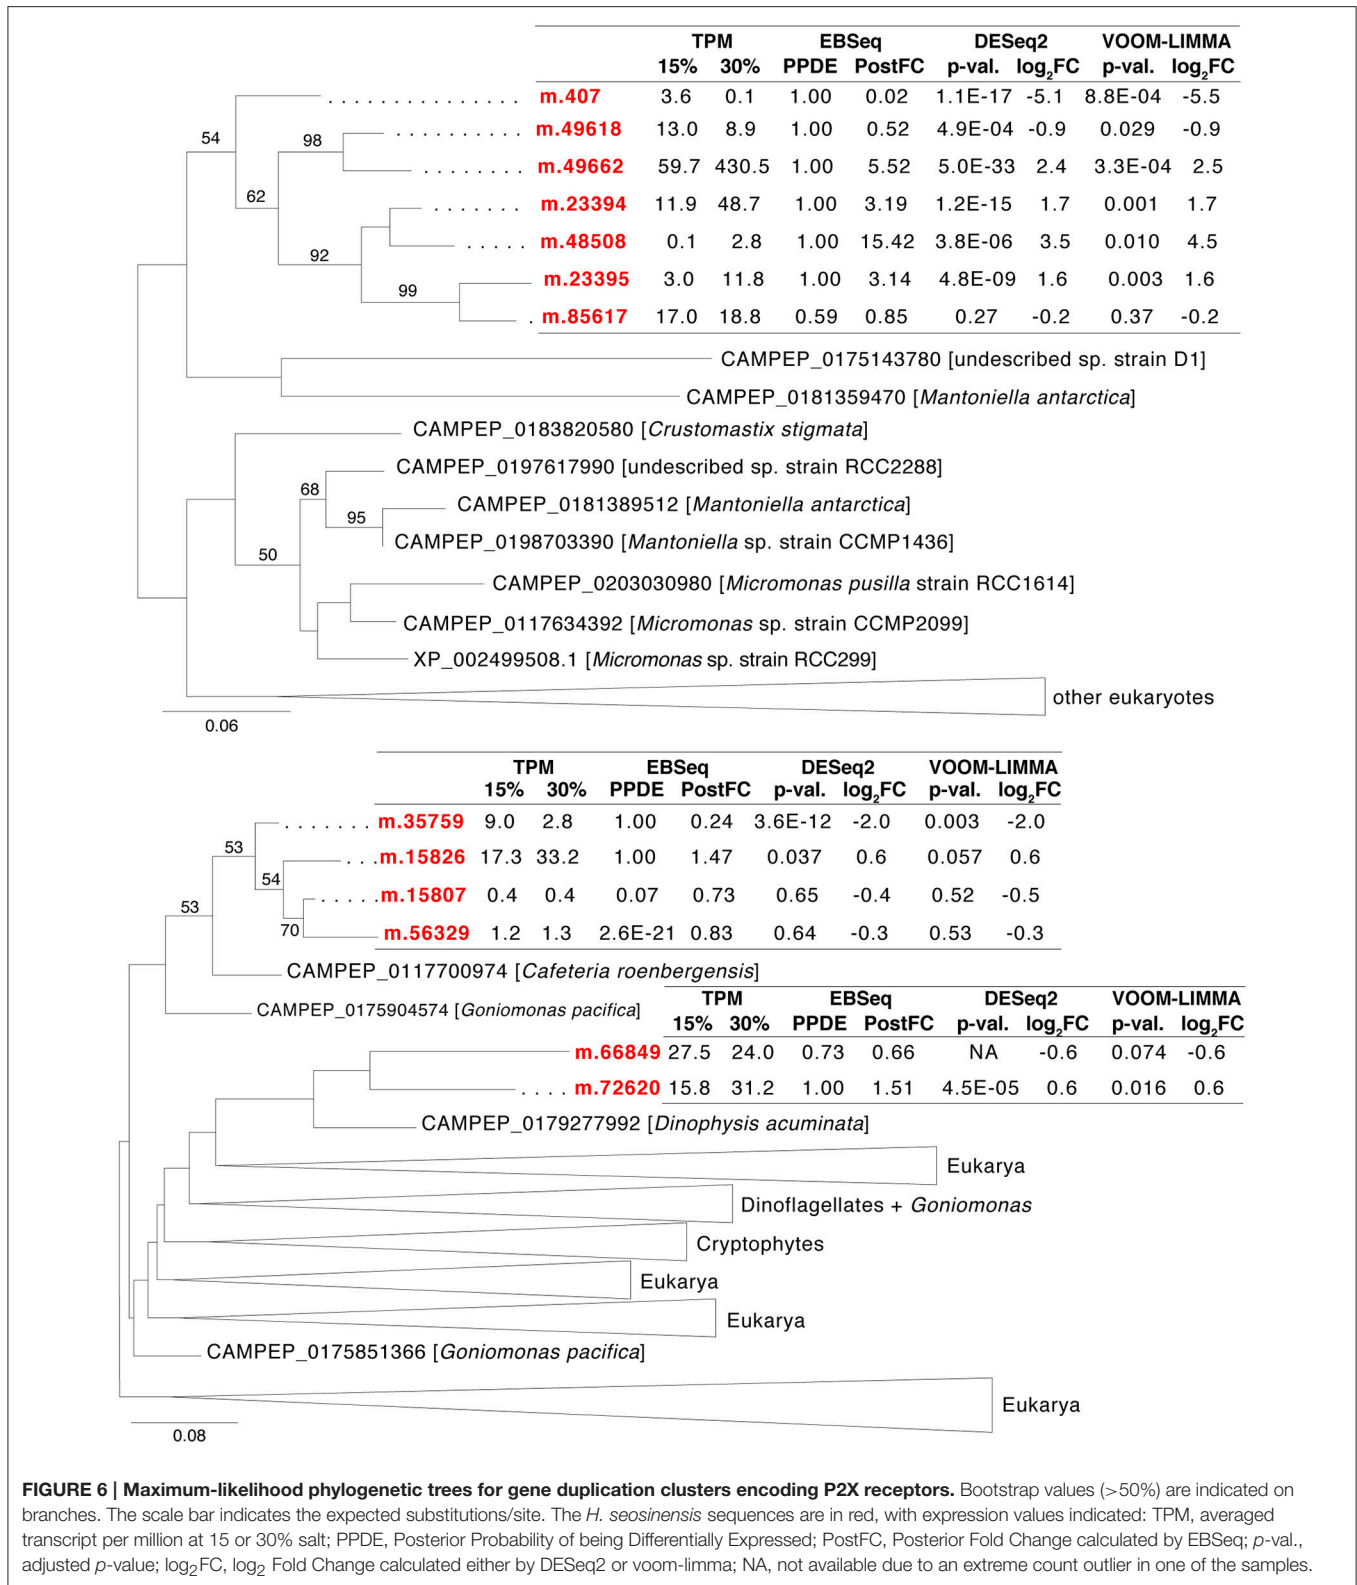 TPM EBSeq DESeq2 VOOM-LIMMA
15% 30% PPDE PostFC p-val. log2FC p-val. log2FC
m.407 3.6 0.1 1.00 0.02 1.1E-17 -5.1 8.8E-04 -5.5
54
98
m.49618 13.0 8.9 1.00 0.52 4.9E-04 -0.9 0.029 -0.9
m.49662 59.7 430.5 1.00 5.52 5.0E-33 2.4 3.3E-04 2.5
62
m.23394 11.9 48.7 1.00 3.19 1.2E-15 1.7 0.001 1.7
m.48508 0.1 2.8 1.00 15.42 3.8E-06 3.5 0.010 4.5
92
m.23395 3.0 11.8 1.00 3.14 4.8E-09 1.6 0.003 1.6
99
m.85617 17.0 18.8 0.59 0.85 0.27 -0.2 0.37 -0.2
CAMPEP_0175143780 [undescribed sp. strain D1]
CAMPEP_0181359470 [Mantoniella antarctica]
CAMPEP_0183820580 [Crustomastix stigmata]
CAMPEP_0197617990 [undescribed sp. strain RCC2288]
68
CAMPEP_0181389512 [Mantoniella antarctica]
95
CAMPEP_0198703390 [Mantoniella sp. strain CCMP1436]
50
CAMPEP_0203030980 [Micromonas pusilla strain RCC1614]
CAMPEP_0117634392 [Micromonas sp. strain CCMP2099]
XP_002499508.1 [Micromonas sp. strain RCC299]
other eukaryotes
0.06
TPM EBSeq DESeq2 VOOM-LIMMA
15% 30% PPDE PostFC p-val. log2FC p-val. log2FC
m.35759 9.0 2.8 1.00 0.24 3.6E-12 -2.0 0.003 -2.0
53
m.15826 17.3 33.2 1.00 1.47 0.037 0.6 0.057 0.6
54
m.15807 0.4 0.4 0.07 0.73 0.65 -0.4 0.52 -0.5
53
70
m.56329 1.2 1.3 2.6E-21 0.83 0.64 -0.3 0.53 -0.3
CAMPEP_0117700974 [Cafeteria roenbergensis]
CAMPEP_0175904574 [Goniomonas pacifica]
TPM EBSeq DESeq2 VOOM-LIMMA
15% 30% PPDE PostFC p-val. log2FC p-val. log2FC
m.66849 27.5 24.0 0.73 0.66 NA -0.6 0.074 -0.6
m.72620 15.8 31.2 1.00 1.51 4.5E-05 0.6 0.016 0.6
CAMPEP_0179277992 [Dinophysis acuminata]
Eukarya
Dinoflagellates + Goniomonas
Cryptophytes
Eukarya
Eukarya
CAMPEP_0175851366 [Goniomonas pacifica]
Eukarya
0.08
FIGURE 6 | Maximum-likelihood phylogenetic trees for gene duplication clusters encoding P2X receptors. Bootstrap values (>50%) are indicated on
branches. The scale bar indicates the expected substitutions/site. The H. seosinensis sequences are in red, with expression values indicated: TPM, averaged
transcript per million at 15 or 30% salt; PPDE, Posterior Probability of being Differentially Expressed; PostFC, Posterior Fold Change calculated by EBSeq; p-val.,
adjusted p-value; log2FC, log2 Fold Change calculated either by DESeq2 or voom-limma; NA, not available due to an extreme count outlier in one of the samples.